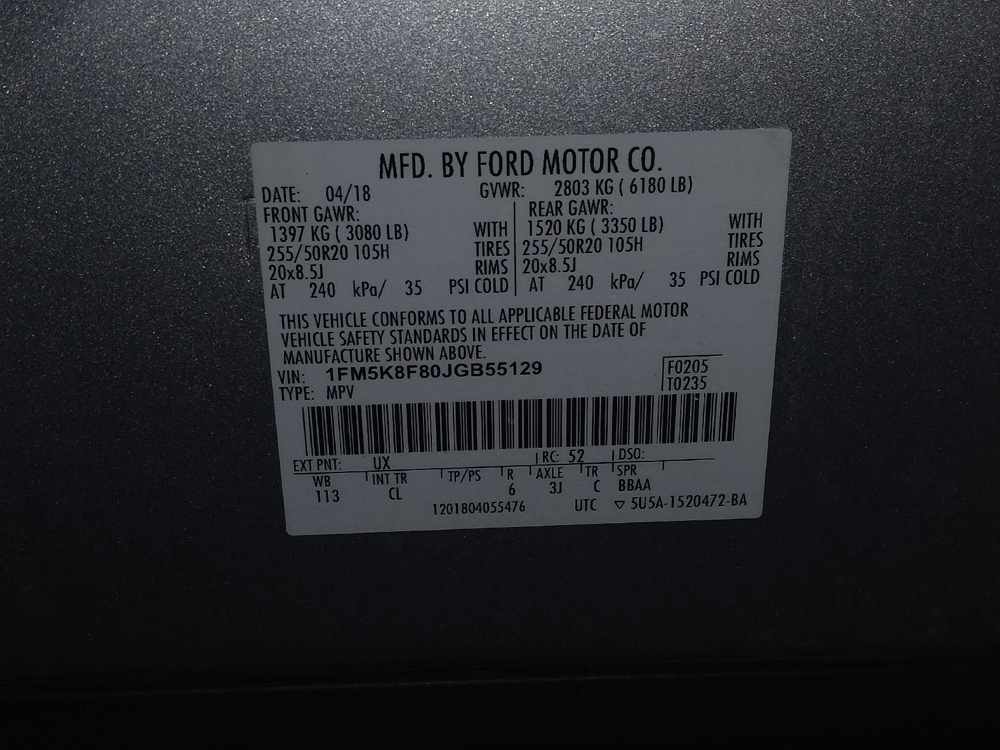 MFD. BY FORD MOTOR CO.
DATE: 04/18 GVWR: 2803 KG ( 6180 LB)
FRONT GAWR: REAR GAWR:
1397 KG ( 3080 LB) WITH 1520 KG ( 3350 LB) WITH
255/50R20 105H TIRES 255/50R20 105H TIRES
20x8.5J RIMS 20x8.5J RIMS
AT 240 kPa/ 35 PSI COLD AT 240 kPa/ 35 PSI COLD
THIS VEHICLE CONFORMS TO ALL APPLICABLE FEDERAL MOTOR
VEHICLE SAFETY STANDARDS IN EFFECT ON THE DATE OF
MANUFACTURE SHOWN ABOVE.
VIN: 1FM5K8F80JGB55129 F0205
TYPE: MPV T0235
EXT PNT: UX RC: 52 DSO:
WB INT TR TP/PS R AXLE TR SPR
113 CL 6 3J C BBAA
1201804055476 UTC ▽ 5U5A-1520472-BA